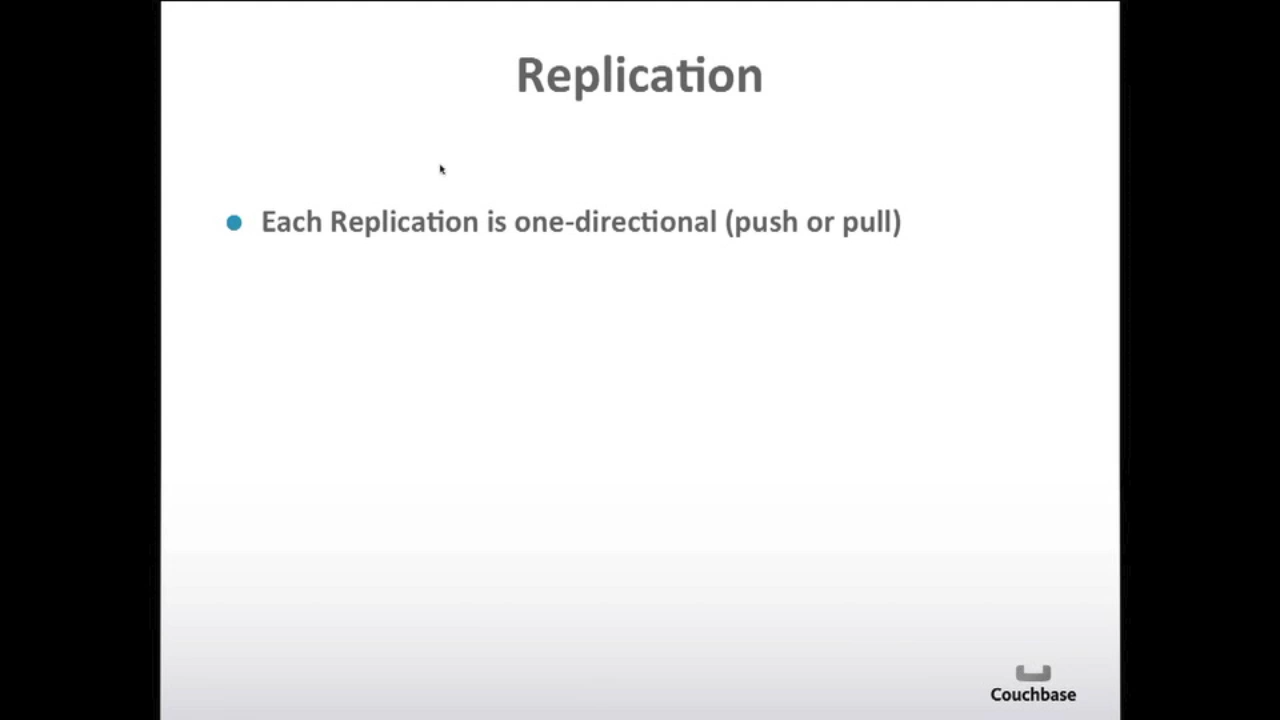 Replication
Each Replication is one-directional (push or pull)
Couchbase